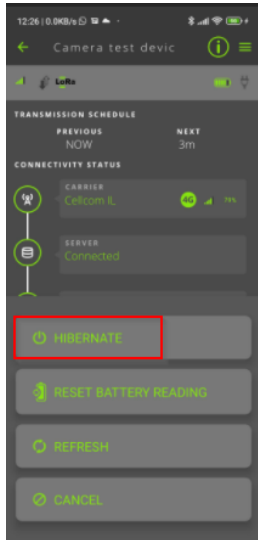 12:26 | 0.0KB/s
Camera test devic
LoRa
TRANSMISSION SCHEDULE
PREVIOUS NEXT
NOW 3m
CONNECTIVITY STATUS
CARRIER
Cellcom IL 4G 78%
SERVER
Connected
HIBERNATE
RESET BATTERY READING
REFRESH
CANCEL